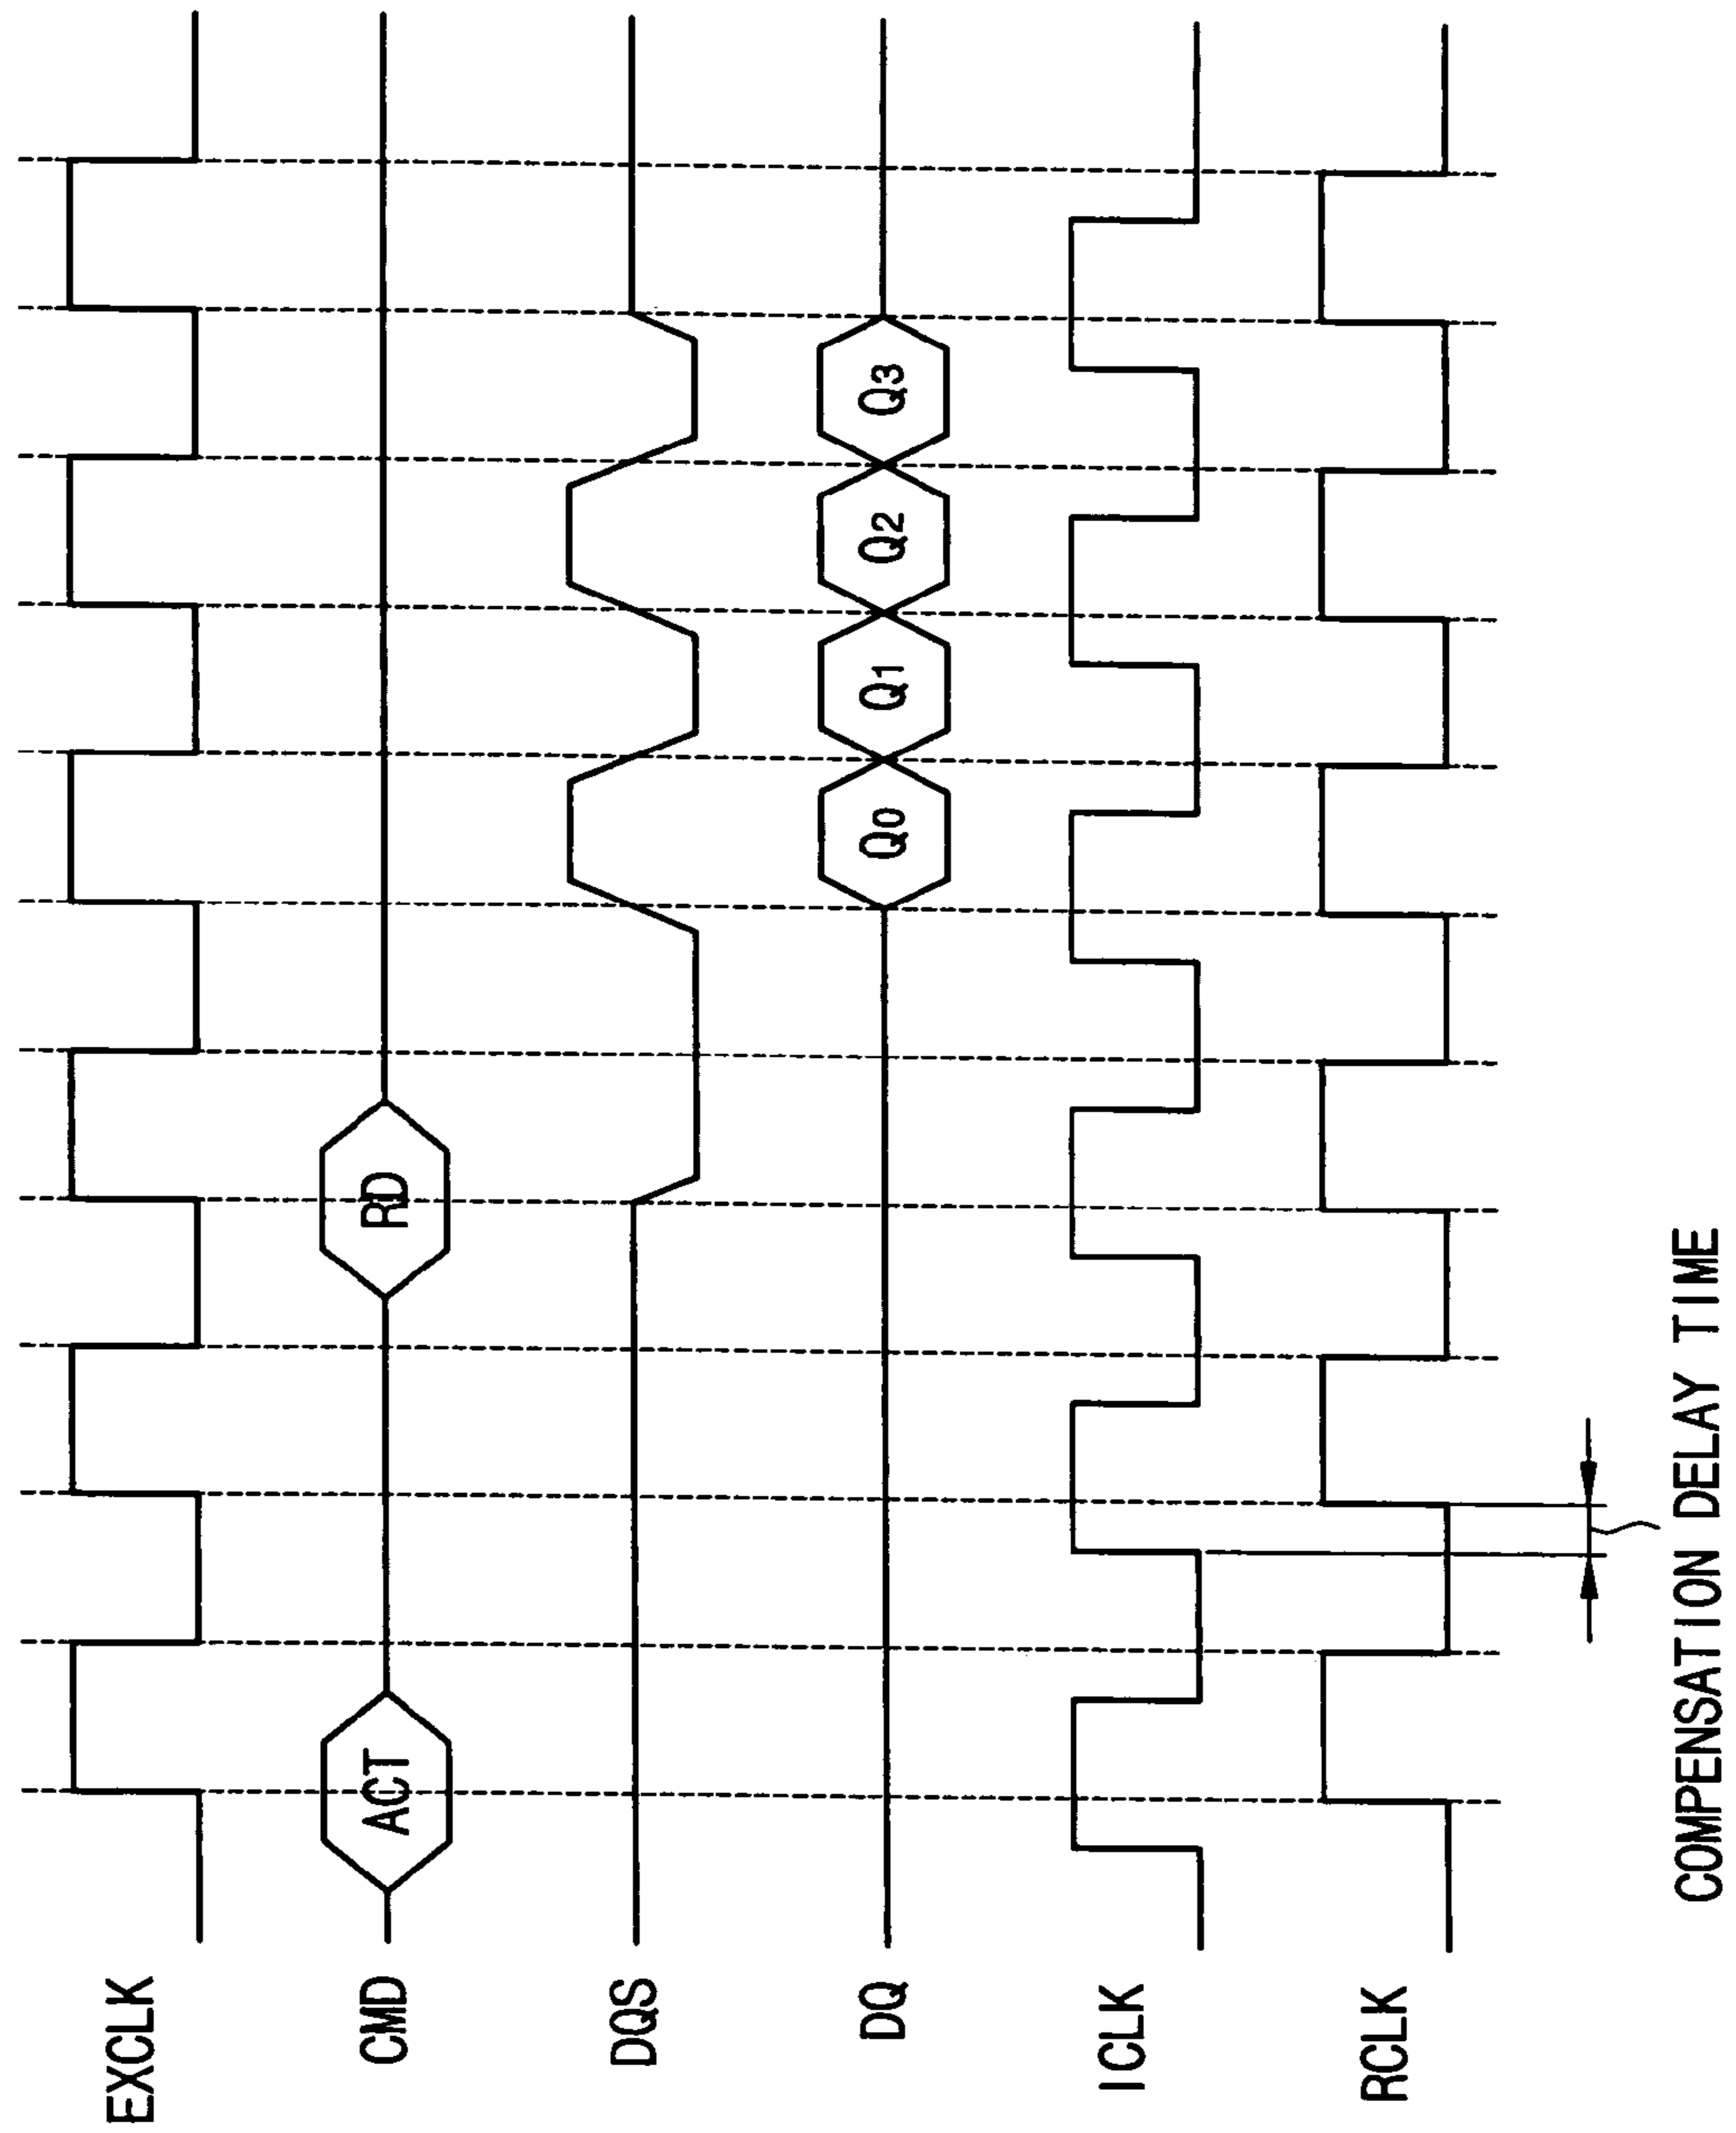 EXCLK
CMD
ACT
RD
DQS
DQ
Q0
Q1
Q2
Q3
ICLK
RCLK
COMPENSATION DELAY TIME